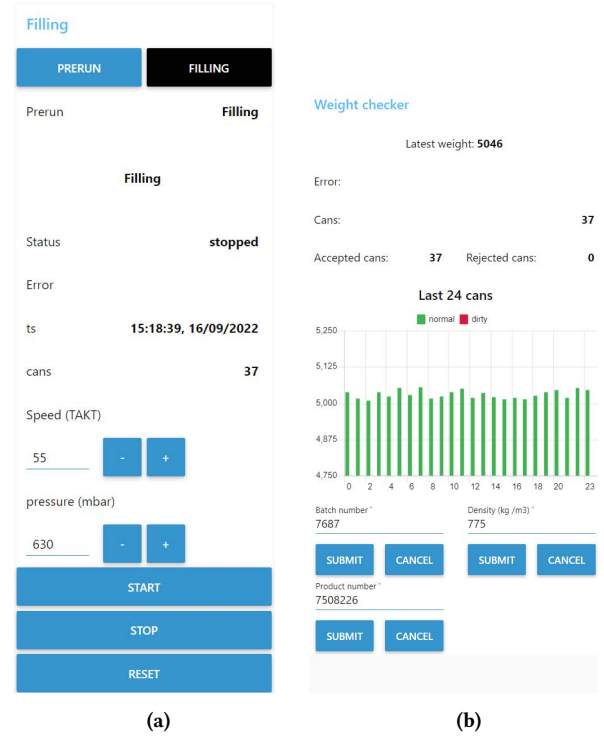 Filling
PRERUN FILLING
Prerun Filling
Filling
Status stopped
Error
ts 15:18:39, 16/09/2022
cans 37
Speed (TAKT)
55 - +
pressure (mbar)
630 - +
START
STOP
RESET
(a)
Weight checker
Latest weight: 5046
Error:
Cans: 37
Accepted cans: 37 Rejected cans: 0
Last 24 cans
normal dirty
5,250
5,125
5,000
4,875
4,750
0 2 4 6 8 10 12 14 16 18 20 23
Batch number * Density (kg /m3) *
7687 775
SUBMIT CANCEL SUBMIT CANCEL
Product number *
7508226
SUBMIT CANCEL
(b)